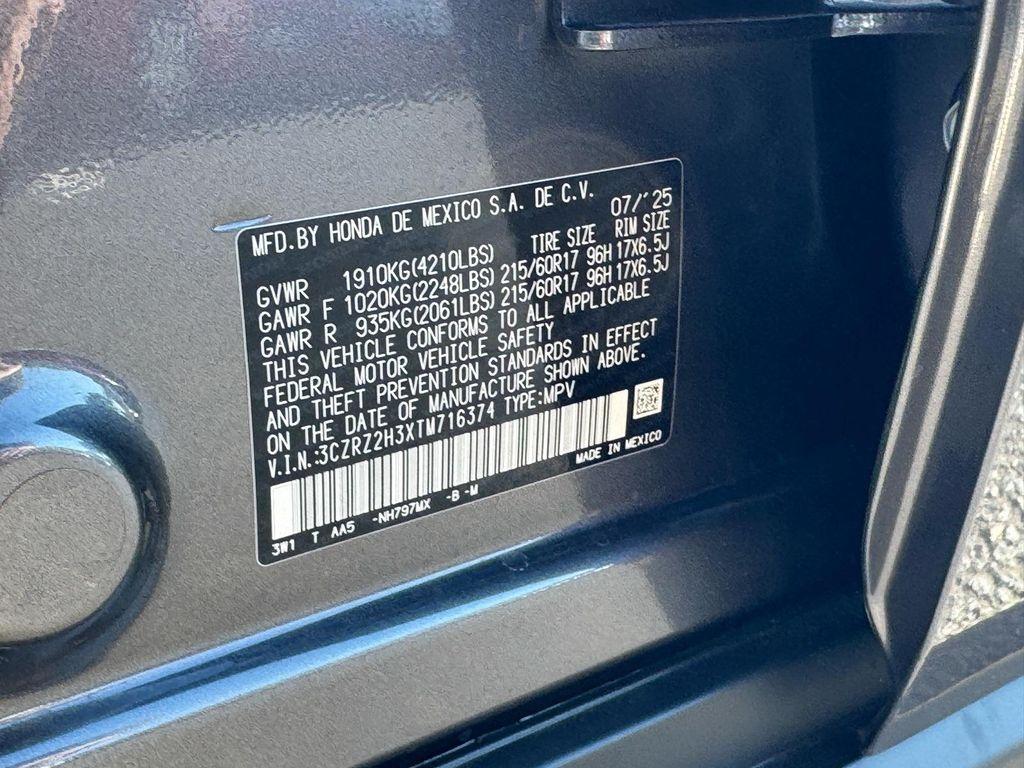 MFD.BY HONDA DE MEXICO S.A. DE C.V. 07/'25
TIRE SIZE RIM SIZE
GVWR 1910KG(4210LBS)
GAWR F 1020KG(2248LBS) 215/60R17 96H 17X6.5J
GAWR R 935KG(2061LBS) 215/60R17 96H 17X6.5J
THIS VEHICLE CONFORMS TO ALL APPLICABLE
FEDERAL MOTOR VEHICLE SAFETY
AND THEFT PREVENTION STANDARDS IN EFFECT
ON THE DATE OF MANUFACTURE SHOWN ABOVE.
V.I.N.:3CZRZ2H3XTM716374 TYPE:MPV
MADE IN MEXICO
3W1 T AA5 -NH797MX -B -M